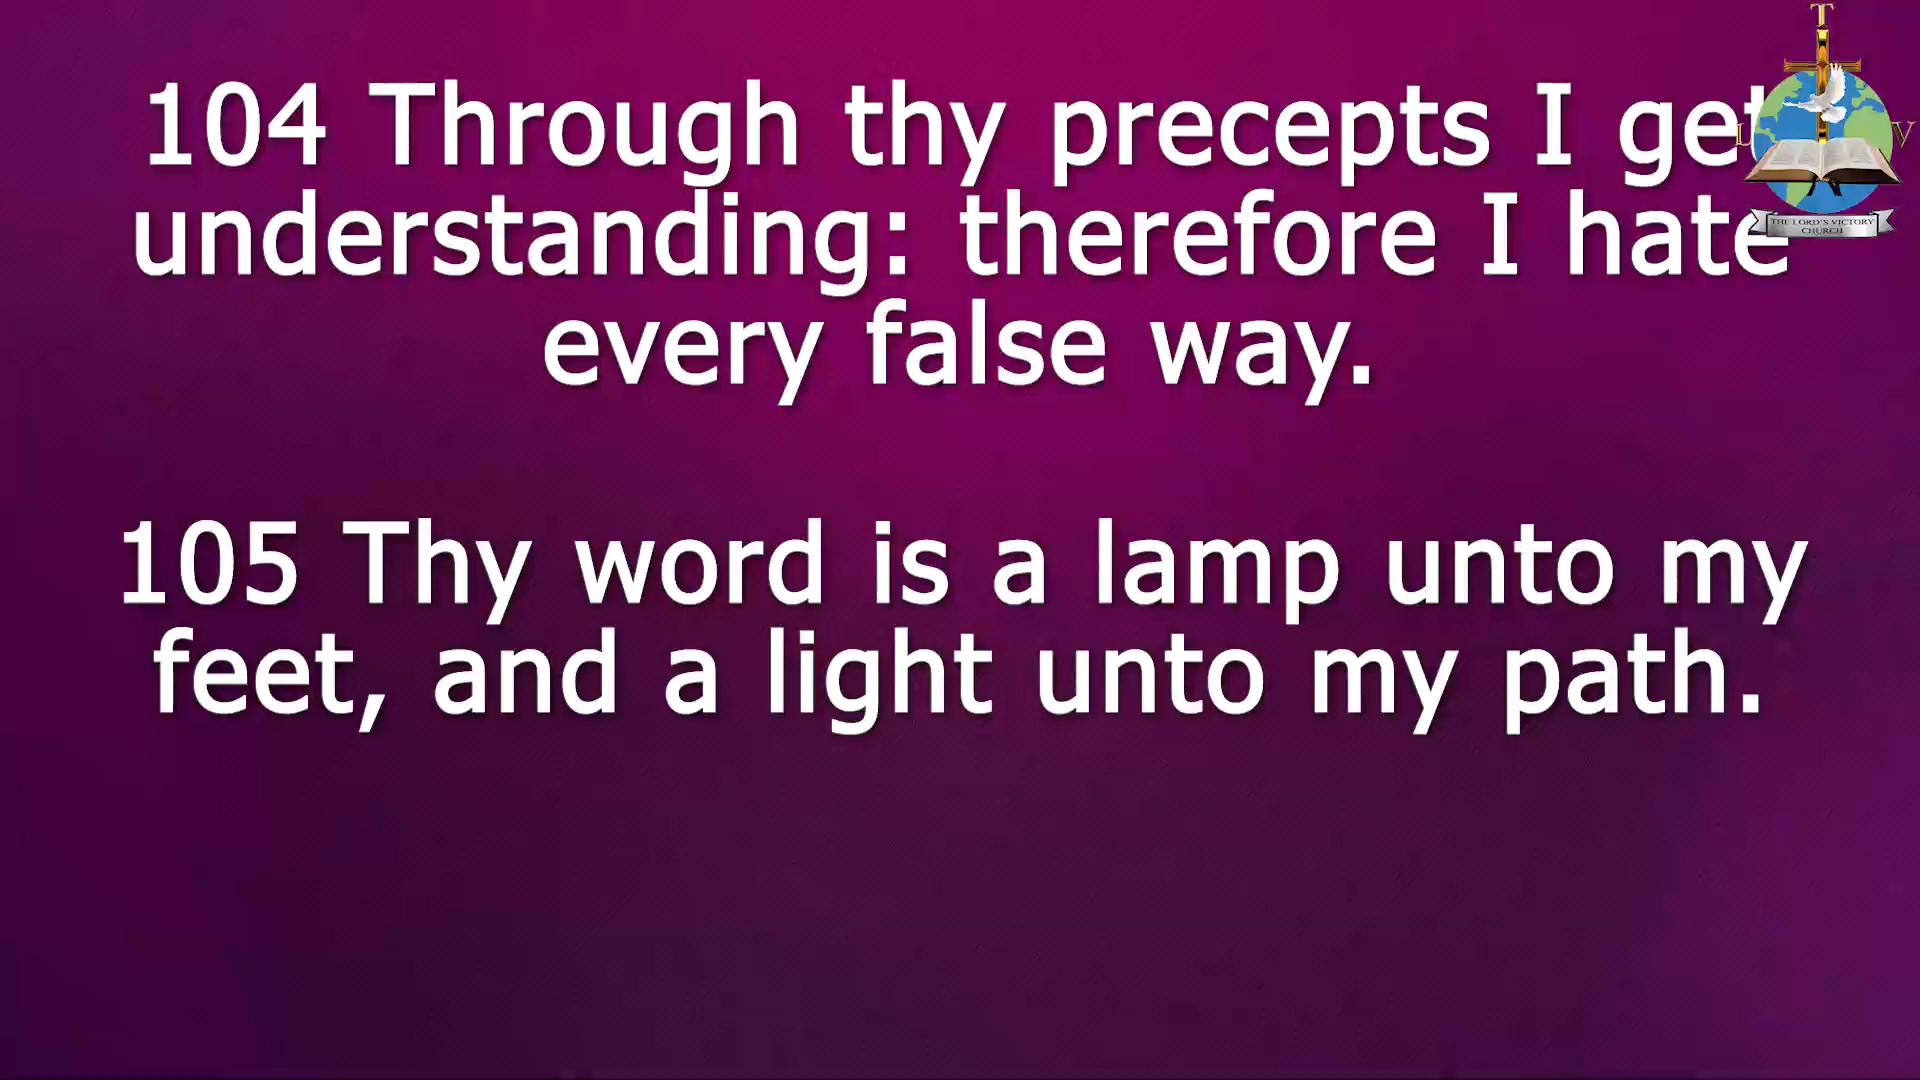 104 Through thy precepts I get
understanding: therefore I hate
every false way.
105 Thy word is a lamp unto my
feet, and a light unto my path.
T
L
V
THE LORD'S VICTORY
CHURCH